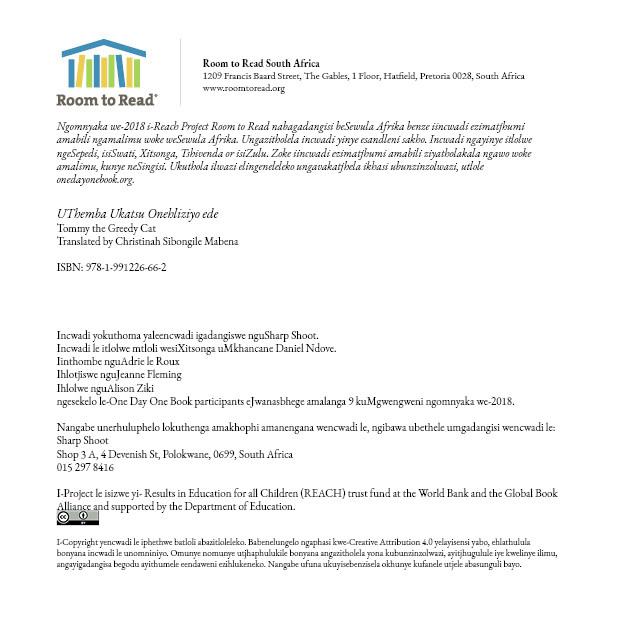 Room to Read®
Room to Read South Africa
1209 Francis Baard Street, The Gables, 1 Floor, Hatfield, Pretoria 0028, South Africa
www.roomtoread.org
Ngomnyaka we-2018 i-Reach Project Room to Read nabagadangisi beSewula Afrika benze iincwadi ezimatjhumi
amabili ngamalimu woke weSewula Afrika. Ungazitholela incwadi yinye esandleni sakho. Incwadi ngayinye itlolwe
ngeSepedi, isiSwati, Xitsonga, Tshivenda or isiZulu. Zoke iincwadi ezimatjhumi amabili ziyatholakala ngawo woke
amalimu, kunye neSingisi. Ukuthola ilwazi elingeneleleko ungavakatjhela ikhasi ubunzinzolwazi, utlole
onedayonebook.org.
UThemba Ukatsu Onehliziyo ede
Tommy the Greedy Cat
Translated by Christinah Sibongile Mabena
ISBN: 978-1-991226-66-2
Incwadi yokuthoma yaleencwadi igadangiswe nguSharp Shoot.
Incwadi le itlolwe mtloli wesiXitsonga uMkhancane Daniel Ndove.
Iinthombe nguAdrie le Roux
Ihlotjiswe nguJeanne Fleming
Ihlolwe nguAlison Ziki
ngesekelo le-One Day One Book participants eJwanasbhege amalanga 9 kuMgwengweni ngomnyaka we-2018.
Nangabe unerhuluphelo lokuthenga amakhophi amanengana wencwadi le, ngibawa ubethele umgadangisi wencwadi le:
Sharp Shoot
Shop 3 A, 4 Devenish St, Polokwane, 0699, South Africa
015 297 8416
I-Project le isizwe yi- Results in Education for all Children (REACH) trust fund at the World Bank and the Global Book
Alliance and supported by the Department of Education.
cc
I-Copyright yencwadi le iphethwe batloli abazitloleleko. Babenelungelo ngaphasi kwe-Creative Attribution 4.0 yelayisensi yabo, ehlathulula
bonyana incwadi le unomniniyo. Omunye nomunye utjhaphulukile bonyana angazitholela yona kubunzinzolwazi, ayitjhugulule iye kwelinye ilimu,
angayigadangisa begodu ayithumele eendaweni ezihlukeneko. Nangabe ufuna ukuyisebenzisela okhunye kufanele utjele abasunguli bayo.